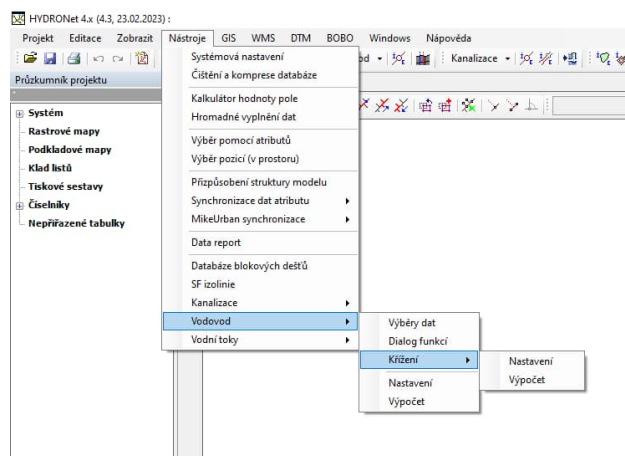 HYDRONet 4.x (4.3, 23.02.2023) :
Projekt Editace Zobrazit Nástroje GIS WMS DTM BOBO Windows Nápověda
Kanalizace
Průzkumník projektu
Systém
Rastrové mapy
Podkladové mapy
Klad listů
Tiskové sestavy
Číselníky
Nepřiřazené tabulky
Systémová nastavení
Čištění a komprese databáze
Kalkulátor hodnoty pole
Hromadné vyplnění dat
Výběr pomocí atributů
Výběr pozicí (v prostoru)
Přizpůsobení struktury modelu
Synchronizace dat atributu
MikeUrban synchronizace
Data report
Databáze blokových dešťů
SF izolinie
Kanalizace
Vodovod
Vodní toky
Výběry dat
Dialog funkcí
Křížení
Nastavení
Výpočet
Nastavení
Výpočet